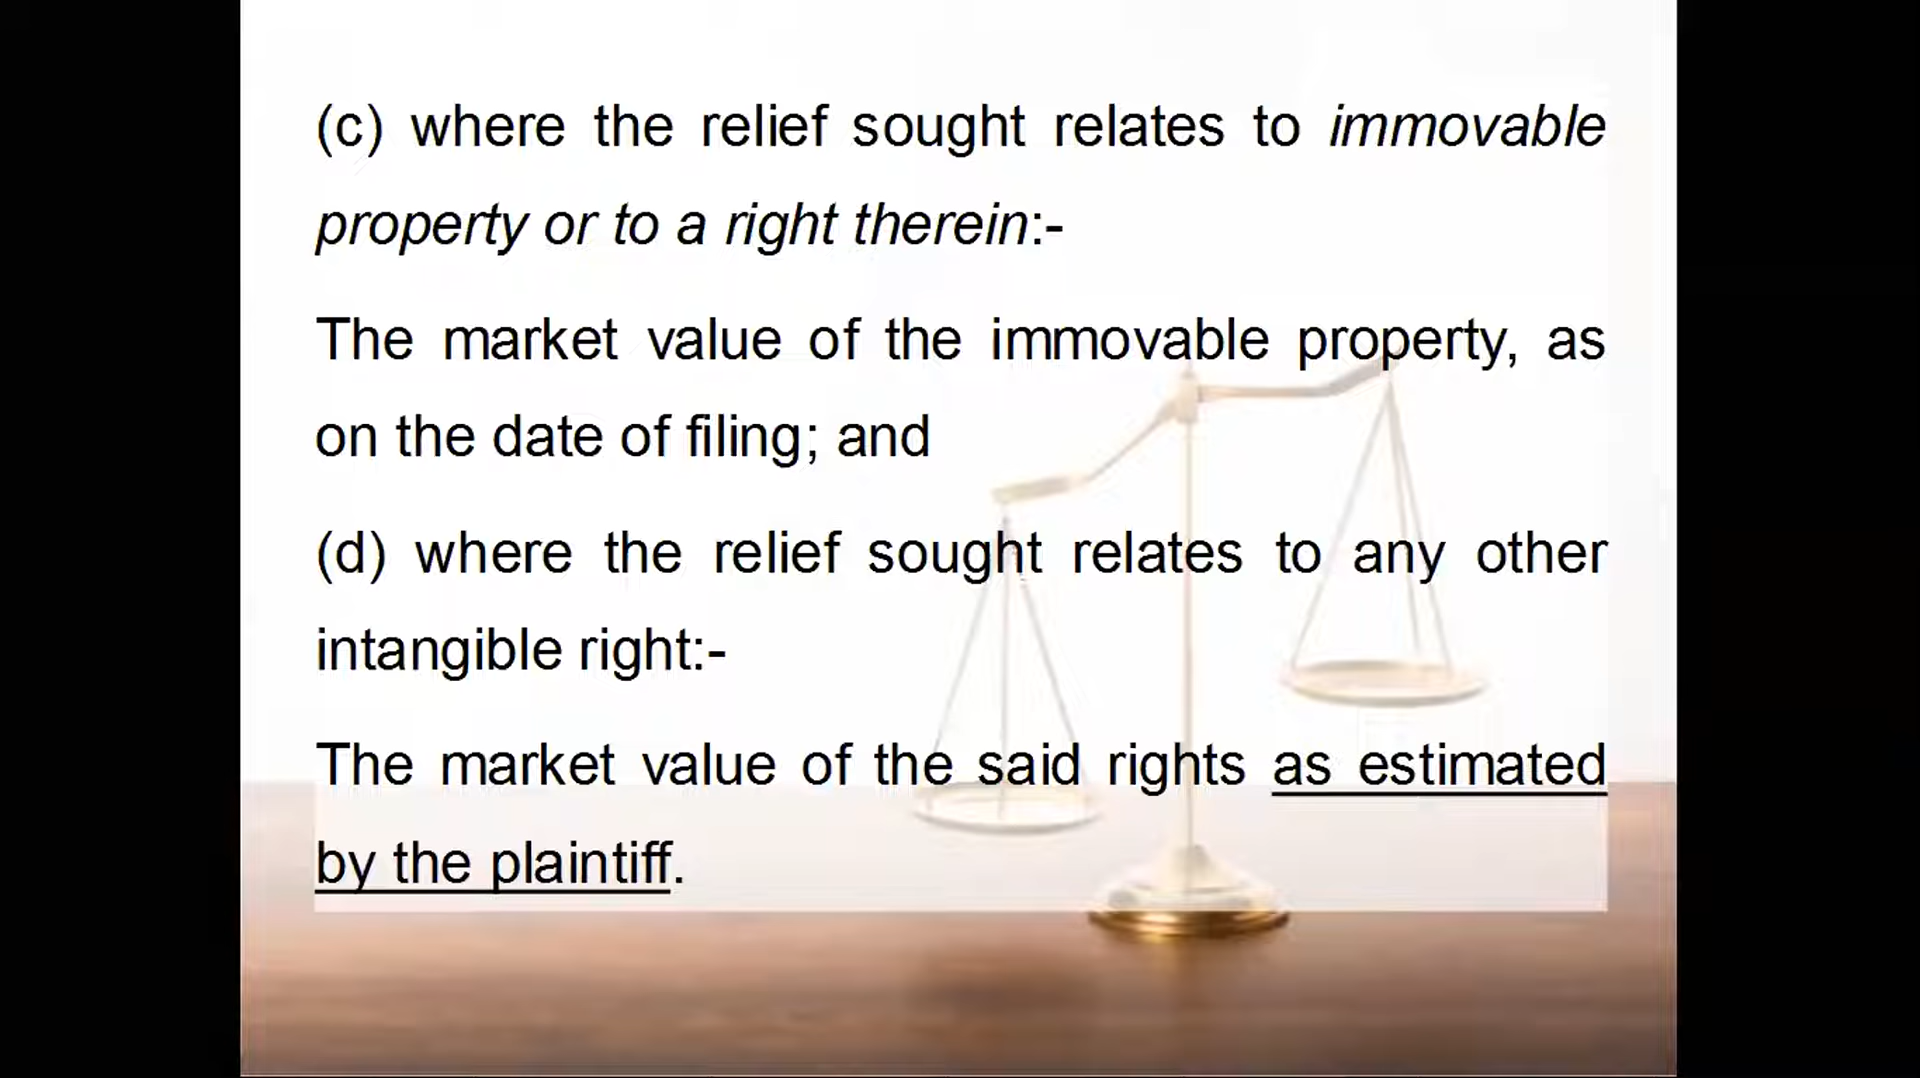 (c) where the relief sought relates to immovable
property or to a right therein:-
The market value of the immovable property, as
on the date of filing; and
(d) where the relief sought relates to any other
intangible right:-
The market value of the said rights as estimated
by the plaintiff.